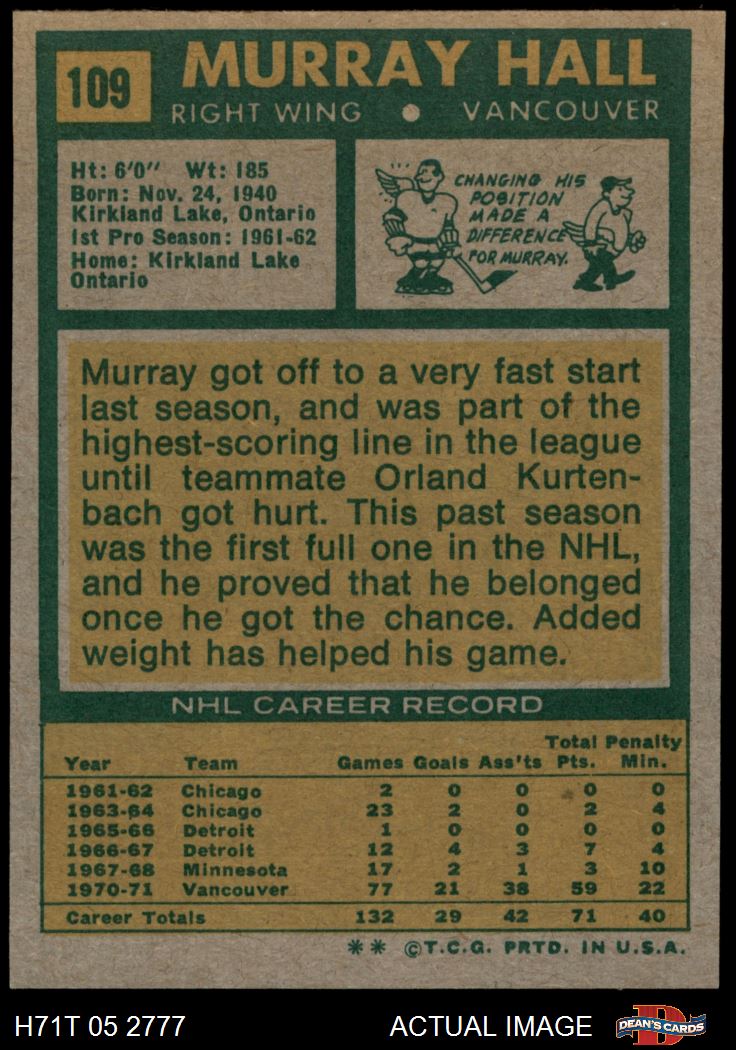 109
MURRAY HALL
RIGHT WING • VANCOUVER
Ht: 6'0" Wt: 185
Born: Nov. 24, 1940
Kirkland Lake, Ontario
1st Pro Season: 1961-62
Home: Kirkland Lake
Ontario
CHANGING HIS
POSITION
MADE A
DIFFERENCE
FOR MURRAY.
Murray got off to a very fast start
last season, and was part of the
highest-scoring line in the league
until teammate Orland Kurten-
bach got hurt. This past season
was the first full one in the NHL,
and he proved that he belonged
once he got the chance. Added
weight has helped his game.
NHL CAREER RECORD
Total Penalty
Year Team Games Goals Ass'ts Pts. Min.
1961-62 Chicago 2 0 0 0 0
1963-64 Chicago 23 2 0 2 4
1965-66 Detroit 1 0 0 0 0
1966-67 Detroit 12 4 3 7 4
1967-68 Minnesota 17 2 1 3 10
1970-71 Vancouver 77 21 38 59 22
Career Totals 132 29 42 71 40
** ©T.C.G. PRTD. IN U.S.A.
H71T 05 2777 ACTUAL IMAGE D DEAN'S CARDS